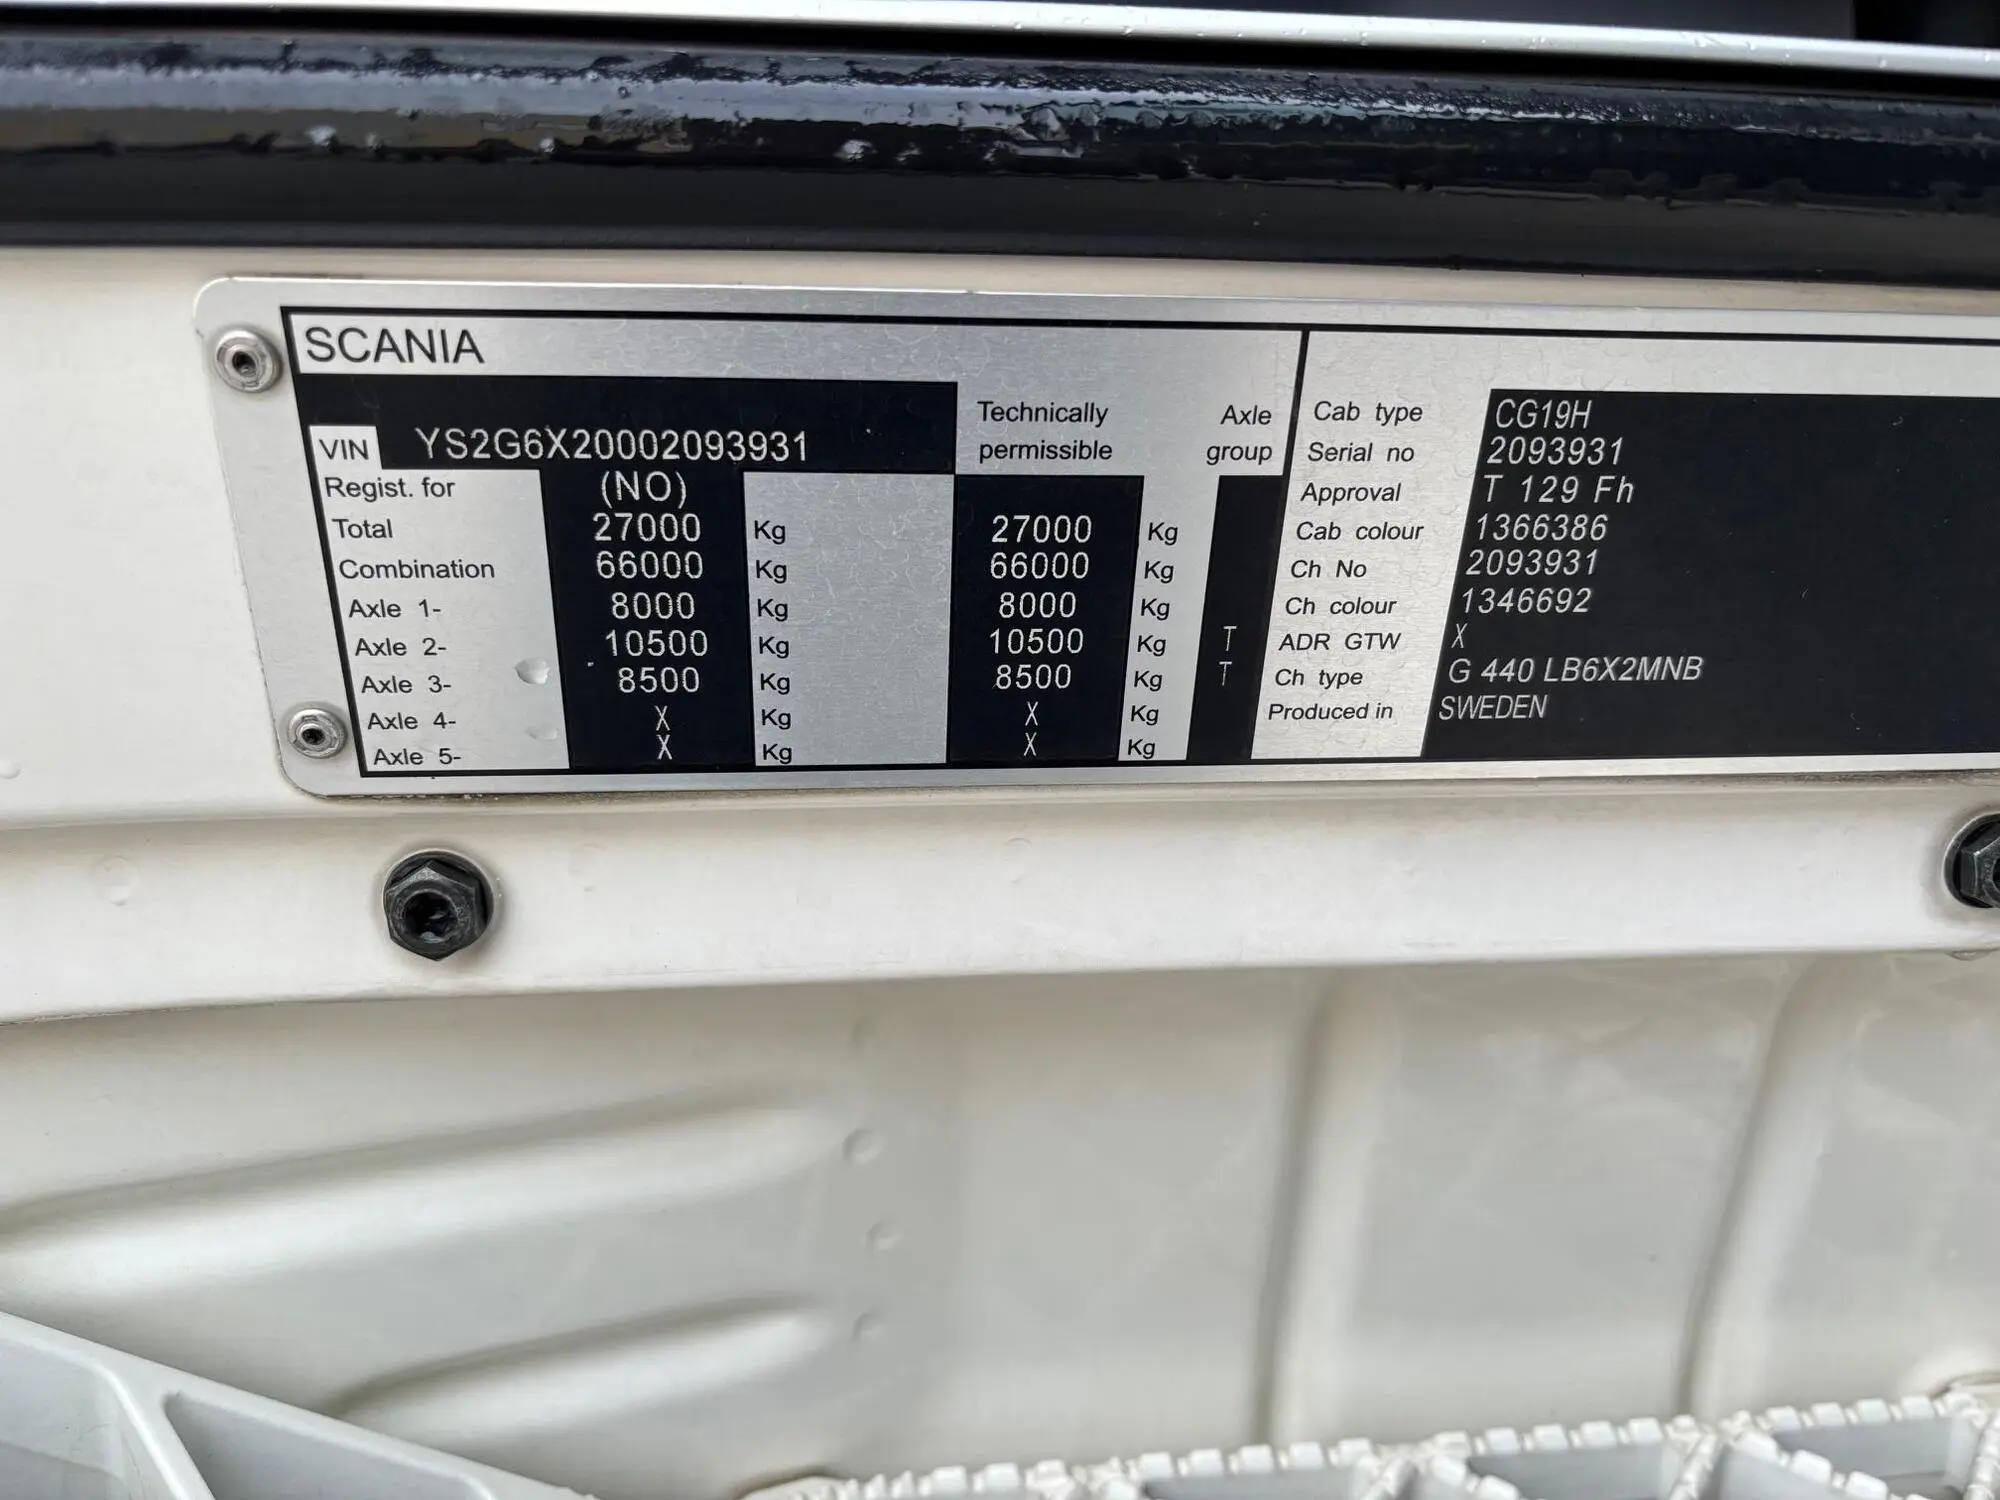 SCANIA
VIN YS2G6X20002093931 Technically permissible Axle group
Regist. for (NO)
Total 27000 Kg 27000 Kg
Combination 66000 Kg 66000 Kg
Axle 1- 8000 Kg 8000 Kg
Axle 2- 10500 Kg 10500 Kg T
Axle 3- 8500 Kg 8500 Kg T
Axle 4- X Kg X Kg
Axle 5- X Kg X Kg
Cab type CG19H
Serial no 2093931
Approval T 129 Fh
Cab colour 1366386
Ch No 2093931
Ch colour 1346692
ADR GTW X
Ch type G 440 LB6X2MNB
Produced in SWEDEN